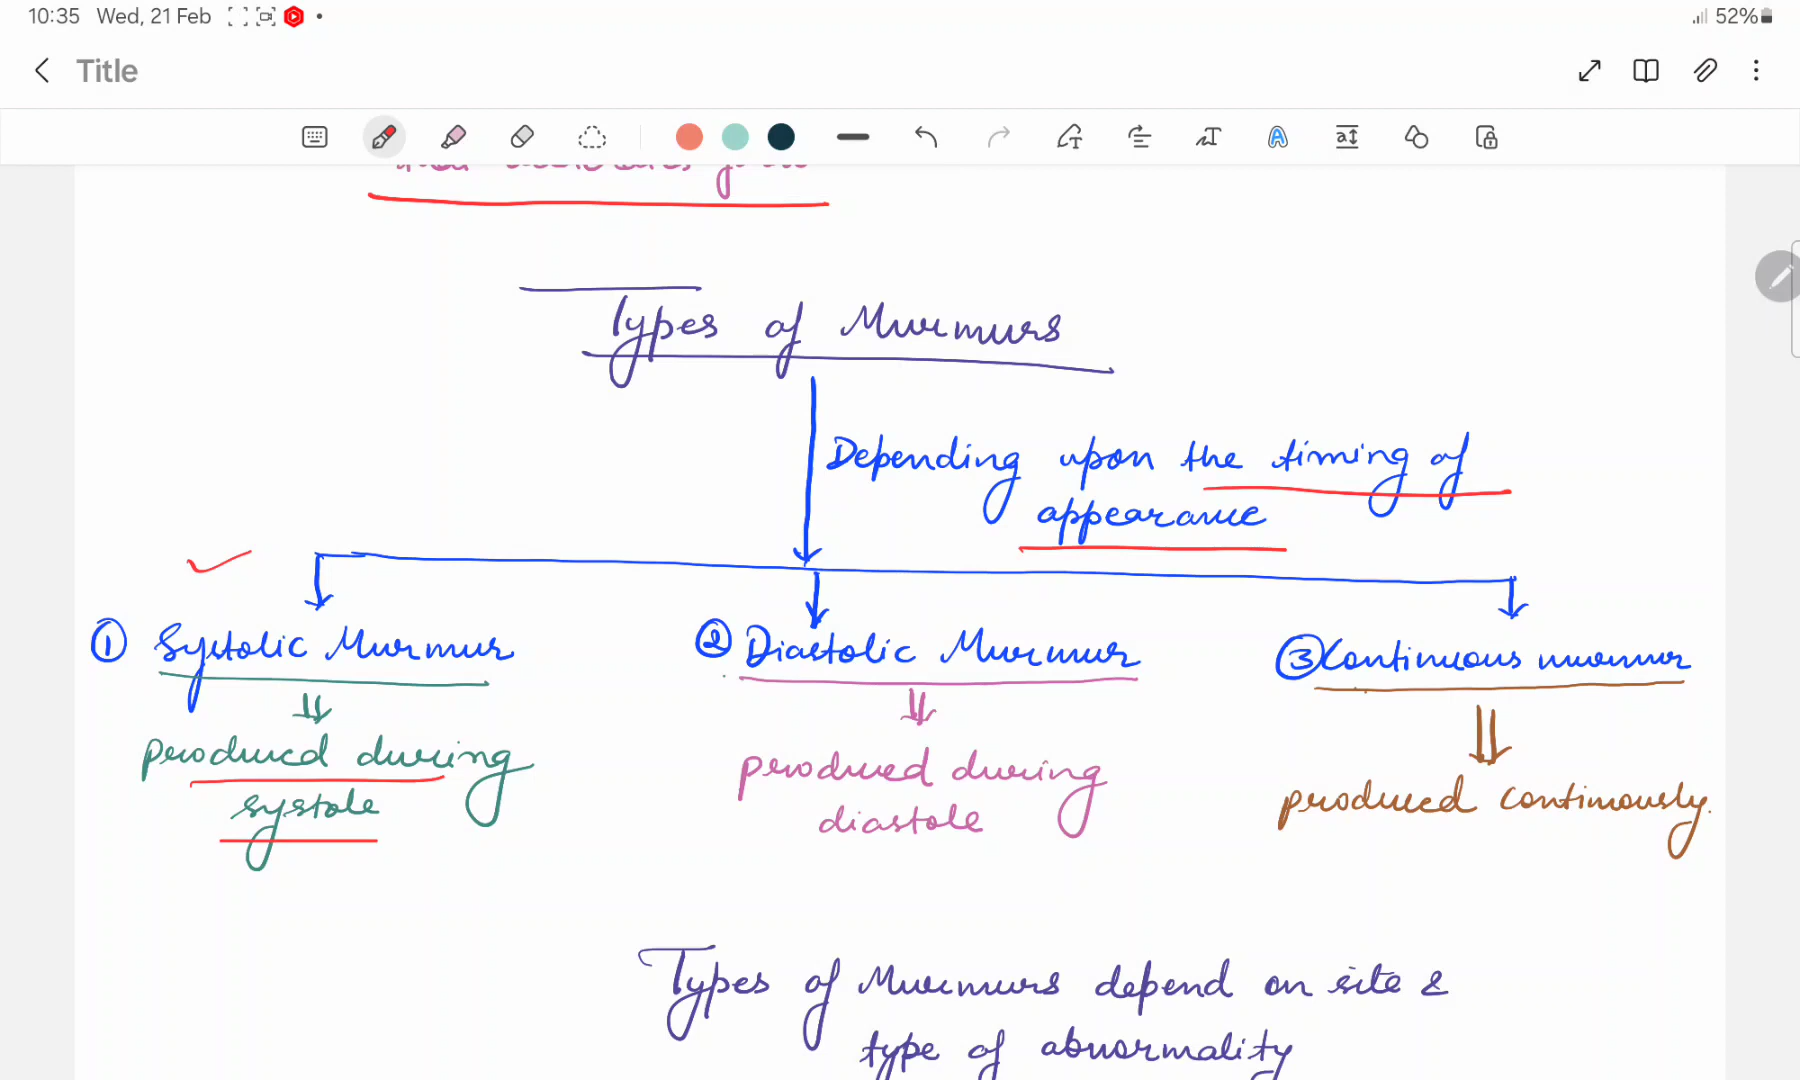 10:35 Wed, 21 Feb
52%
Title
Types of Murmurs
Depending upon the timing of
appearance
① Systolic Murmur
② Diastolic Murmur
③ Continuous murmur
produced during
systole
produced during
diastole
produced continuously.
Types of Murmurs depend on site &
type of abnormality